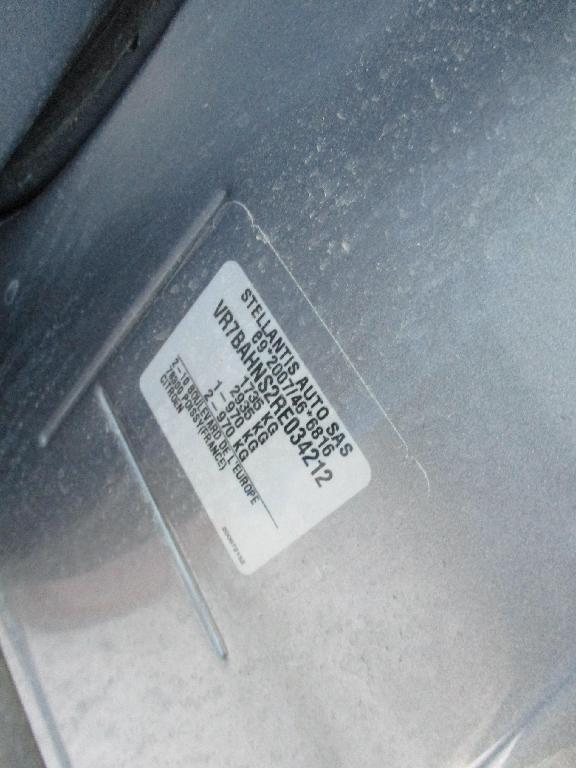 STELLANTIS AUTO SAS
e9*2007/46*6816
VR7BAHNS2RE034212
1735 KG
2935 KG
1-970 KG
2-970 KG
2-10 BOULEVARD DE L'EUROPE
78300 POISSY(FRANCE)
CITROEN